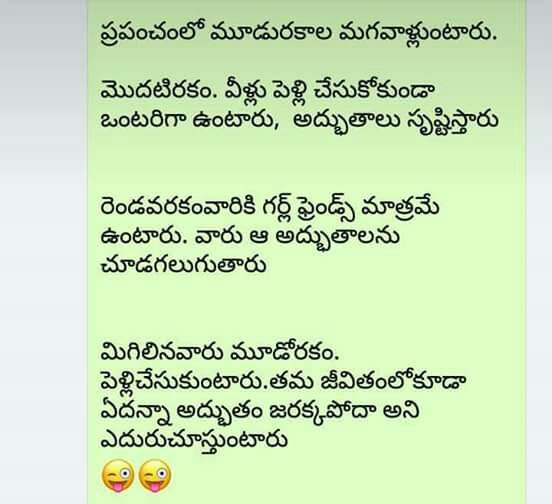 ప్రపంచంలో మూడురకాల మగవాళ్లుంటారు.
మొదటిరకం. వీళ్లు పెళ్లి చేసుకోకుండా
ఒంటరిగా ఉంటారు, అద్భుతాలు సృష్టిస్తారు
రెండవరకంవారికి గర్ల్ ఫ్రెండ్స్ మాత్రమే
ఉంటారు. వారు ఆ అద్భుతాలను
చూడగలుగుతారు
మిగిలినవారు మూడోరకం.
పెళ్లిచేసుకుంటారు.తమ జీవితంలోకూడా
ఏదన్నా అద్భుతం జరక్కపోదా అని
ఎదురుచూస్తుంటారు
😜😜